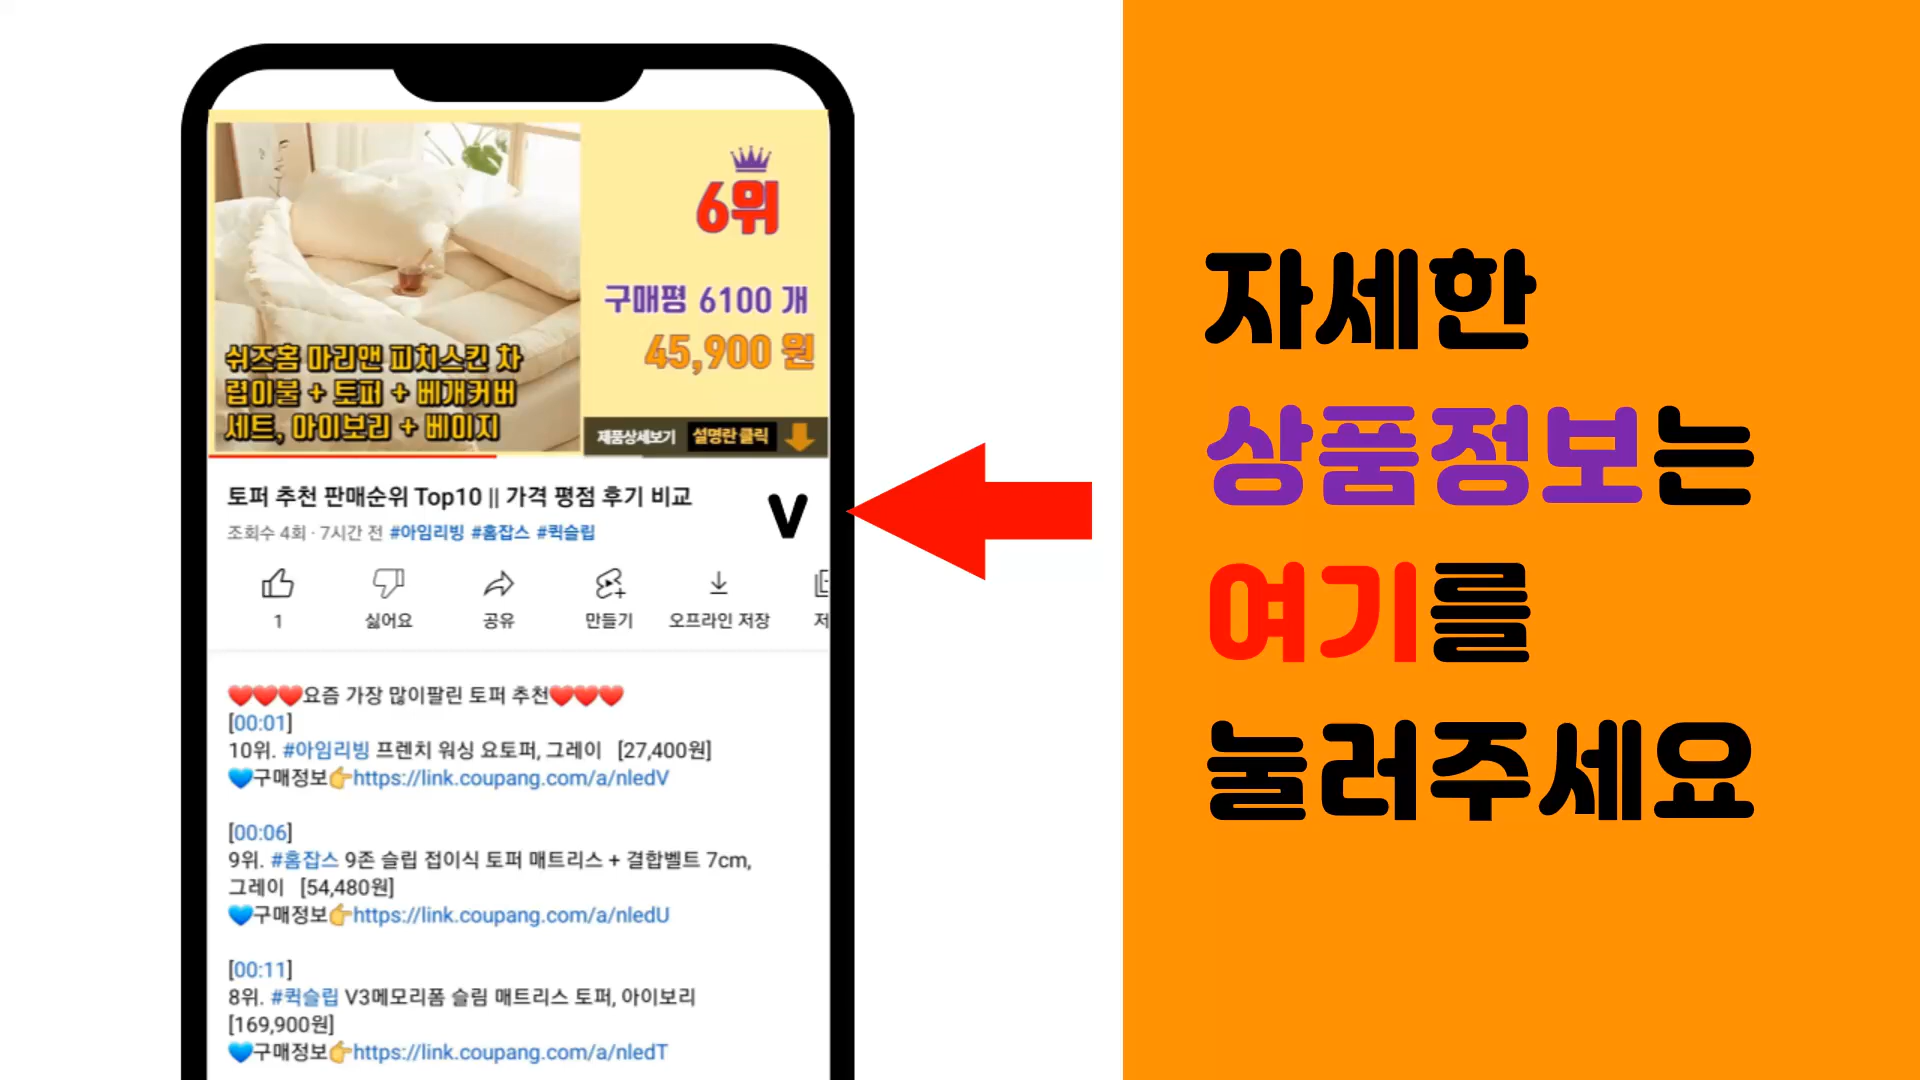 6위
구매평 6100 개
45,900 원
쉬즈홈 마리앤 피치스킨 차
렵이불 + 토퍼 + 베개커버
세트, 아이보리 + 베이지
제품상세보기 설명란 클릭
토퍼 추천 판매순위 Top10 || 가격 평점 후기 비교
V
조회수 4회 · 7시간 전 #아임리빙 #홈잡스 #퀵슬립
1 싫어요 공유 만들기 오프라인 저장 저
❤️❤️❤️요즘 가장 많이팔린 토퍼 추천❤️❤️❤️
[00:01]
10위. #아임리빙 프렌치 워싱 요토퍼, 그레이 [27,400원]
💙구매정보👉https://link.coupang.com/a/nledV
[00:06]
9위. #홈잡스 9존 슬립 접이식 토퍼 매트리스 + 결합벨트 7cm,
그레이 [54,480원]
💙구매정보👉https://link.coupang.com/a/nledU
[00:11]
8위. #퀵슬립 V3메모리폼 슬림 매트리스 토퍼, 아이보리
[169,900원]
💙구매정보👉https://link.coupang.com/a/nledT
자세한
상품정보는
여기를
눌러주세요